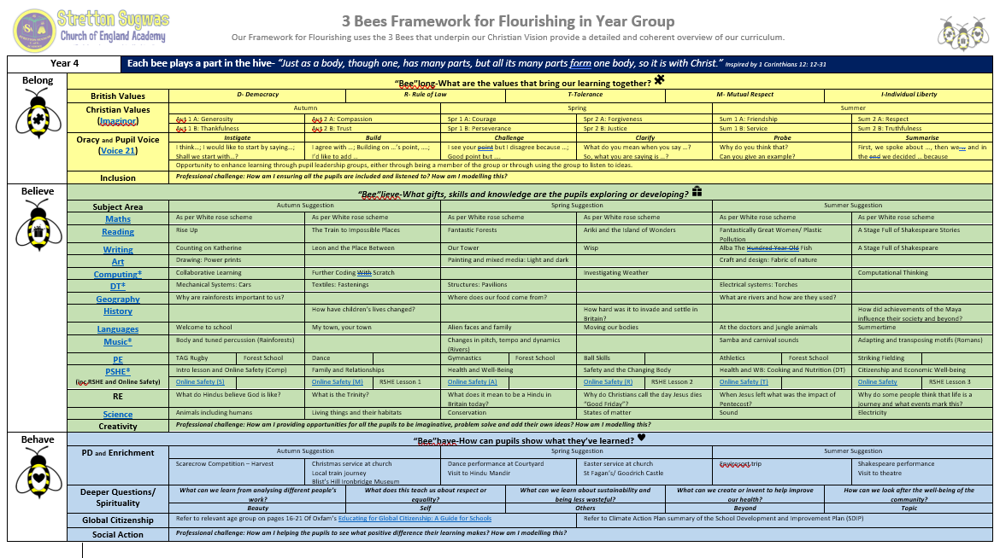 Stretton Sugwas
Church of England Academy
3 Bees Framework for Flourishing in Year Group
Our Framework for Flourishing uses the 3 Bees that underpin our Christian Vision provide a detailed and coherent overview of our curriculum.
Year 4 Each bee plays a part in the hive- “Just as a body, though one, has many parts, but all its many parts form one body, so it is with Christ.” Inspired by 1 Corinthians 12: 12-31
Belong
“Bee”long-What are the values that bring our learning together?
British Values D- Democracy R- Rule of Law T-Tolerance M- Mutual Respect I-Individual Liberty
Christian Values (Imaginor) Autumn Spring Summer
Aut 1 A: Generosity Aut 2 A: Compassion Spr 1 A: Courage Spr 2 A: Forgiveness Sum 1 A: Friendship Sum 2 A: Respect
Aut 1 B: Thankfulness Aut 2 B: Trust Spr 1 B: Perseverance Spr 2 B: Justice Sum 1 B: Service Sum 2 B: Truthfulness
Oracy and Pupil Voice (Voice 21) Instigate Build Challenge Clarify Probe Summarise
I think…; I would like to start by saying…; I agree with …; Building on …’s point, ….; I see your point but I disagree because …; What do you mean when you say …? Why do you think that? First, we spoke about …, then we… and in
Shall we start with…? I’d like to add … Good point but …. So, what you are saying is …? Can you give an example? the end we decided … because
Opportunity to enhance learning through pupil leadership groups, either through being a member of the group or through using the group to listen to ideas.
Inclusion Professional challenge: How am I ensuring all the pupils are included and listened to? How am I modelling this?
Believe
“Bee”lieve-What gifts, skills and knowledge are the pupils exploring or developing?
Subject Area Autumn Suggestion Spring Suggestion Summer Suggestion
Maths As per White rose scheme As per White rose scheme As per White rose scheme As per White rose scheme As per White rose scheme As per White rose scheme
Reading Rise Up The Train to Impossible Places Fantastic Forests Ariki and the Island of Wonders Fantastically Great Women/ Plastic Pollution A Stage Full of Shakespeare Stories
Writing Counting on Katherine Leon and the Place Between Our Tower Wisp Alba The Hundred Year Old Fish A Stage Full of Shakespeare
Art Drawing: Power prints Painting and mixed media: Light and dark Craft and design: Fabric of nature
Computing* Collaborative Learning Further Coding With Scratch Investigating Weather Computational Thinking
DT* Mechanical Systems: Cars Textiles: Fastenings Structures: Pavilions Electrical systems: Torches
Geography Why are rainforests important to us? Where does our food come from? What are rivers and how are they used?
History How have children’s lives changed? How hard was it to invade and settle in Britain? How did achievements of the Maya influence their society and beyond?
Languages Welcome to school My town, your town Alien faces and family Moving our bodies At the doctors and jungle animals Summertime
Music* Body and tuned percussion (Rainforests) Changes in pitch, tempo and dynamics (Rivers) Samba and carnival sounds Adapting and transposing motifs (Romans)
PE TAG Rugby Forest School Dance Gymnastics Forest School Ball Skills Athletics Forest School Striking Fielding
PSHE* Intro lesson and Online Safety (Comp) Family and Relationships Health and Well-Being Safety and the Changing Body Health and WB: Cooking and Nutrition (DT) Citizenship and Economic Well-being
(inc RSHE and Online Safety) Online Safety (S) Online Safety (M) RSHE Lesson 1 Online Safety (A) Online Safety (R) RSHE Lesson 2 Online Safety (T) Online Safety RSHE Lesson 3
RE What do Hindus believe God is like? What is the Trinity? What does it mean to be a Hindu in Britain today? Why do Christians call the day Jesus dies “Good Friday”? When Jesus left what was the impact of Pentecost? Why do some people think that life is a journey and what events mark this?
Science Animals including humans Living things and their habitats Conservation States of matter Sound Electricity
Creativity Professional challenge: How am I providing opportunities for all the pupils to be imaginative, problem solve and add their own ideas? How am I modelling this?
Behave
“Bee”have-How can pupils show what they’ve learned?
PD and Enrichment Autumn Suggestion Spring Suggestion Summer Suggestion
Scarecrow Competition – Harvest Christmas service at church Dance performance at Courtyard Easter service at church Envirosort trip Shakespeare performance
Local train journey Visit to Hindu Mandir St Fagan’s/ Goodrich Castle Visit to theatre
Blist’s Hill Ironbridge Museum
Deeper Questions/ Spirituality What can we learn from analysing different people’s work? What does this teach us about respect or equality? What can we learn about sustainability and being less wasteful? What can we create or invent to help improve our health? How can we look after the well-being of the community?
Beauty Self Others Beyond Topic
Global Citizenship Refer to relevant age group on pages 16-21 Of Oxfam’s Educating for Global Citizenship: A Guide for Schools Refer to Climate Action Plan summary of the School Development and Improvement Plan (SDIP)
Social Action Professional challenge: How am I helping the pupils to see what positive difference their learning makes? How am I modelling this?